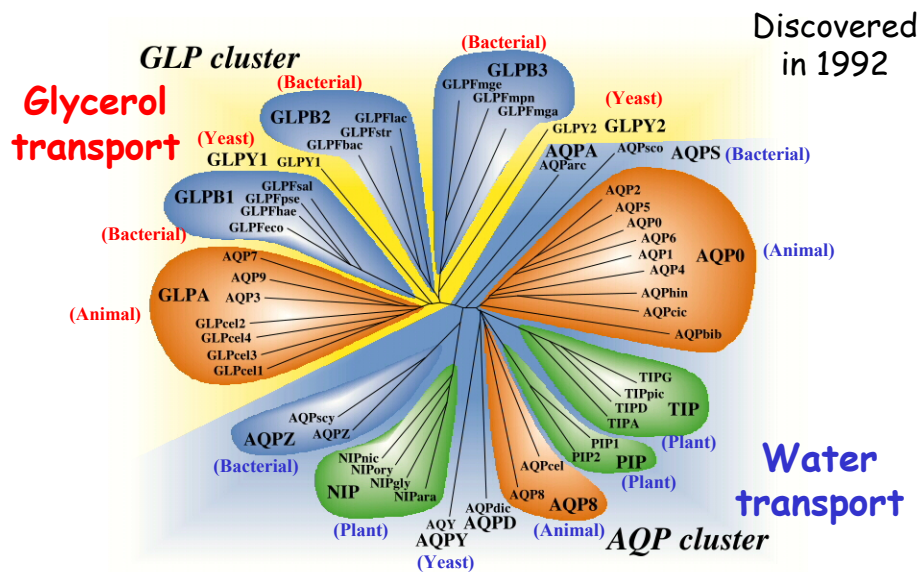 Discovered
in 1992
GLP cluster
Glycerol
transport
(Bacterial)
GLPB3
GLPFmge
GLPFmpn
GLPFmga
(Bacterial)
GLPB2
GLPFlac
GLPFstr
GLPFbac
(Yeast)
GLPY2
GLPY2
(Yeast)
GLPY1
GLPY1
AQPA
AQParc
AQPsco
AQPS
(Bacterial)
GLPB1
GLPFsal
GLPFpse
GLPFhae
GLPFeco
(Bacterial)
AQP2
AQP5
AQP0
AQP6
AQP1
AQP4
AQPhin
AQPcic
AQPbib
AQP0
(Animal)
AQP7
AQP9
AQP3
GLPA
GLPcel2
GLPcel4
GLPcel3
GLPcel1
(Animal)
TIPG
TIPpic
TIPD
TIPA
TIP
(Plant)
AQPscy
AQPZ
AQPZ
(Bacterial)
PIP1
PIP2
PIP
(Plant)
NIPnic
NIPory
NIPgly
NIPara
NIP
(Plant)
AQPcel
AQP8
AQP8
(Animal)
AQPdic
AQPD
AQY
AQPY
(Yeast)
Water
transport
AQP cluster